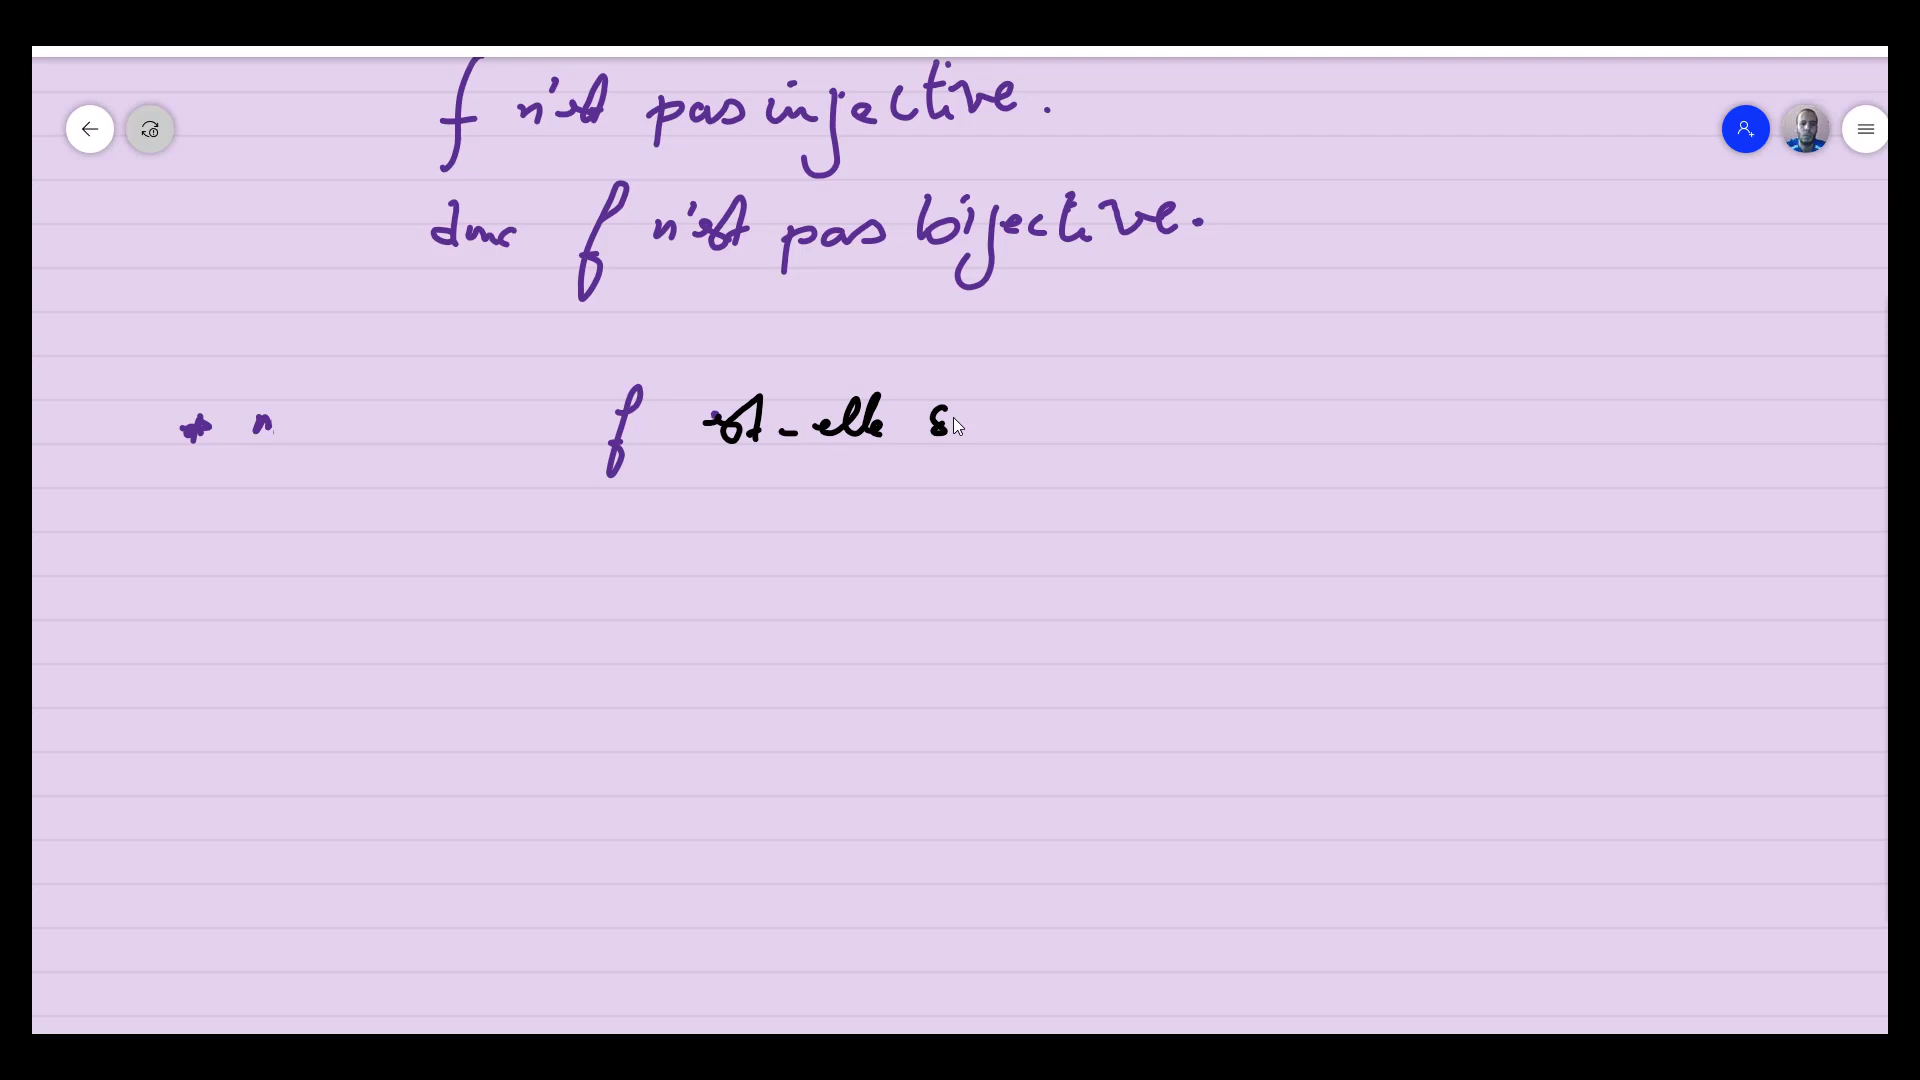 f n'est pas injective.
donc f n'est pas bijective.
* n f est-elle s